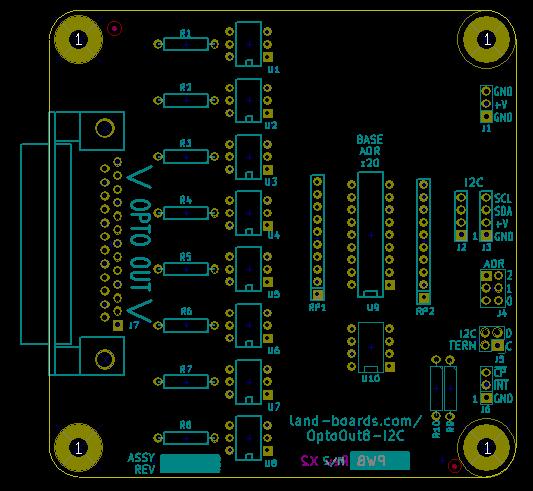 1
1
R1
U1
R2
U2
R3
U3
R4
U4
R5
U5
R6
U6
R7
U7
R8
U8
GND
+V
GND
J1
BASE
ADR
x20
I2C
SCL
SDA
+V
1 GND
J2 J3
ADR
2
1
0
J4
OPTO OUT
J7
RP1
U9
RP2
I2C D
TERM C
J5
U10
INT
1 GND
J6
R10
R9
land-boards.com/
OptoOut8-I2C
ASSY
REV
PWB
Rev X2
1
1